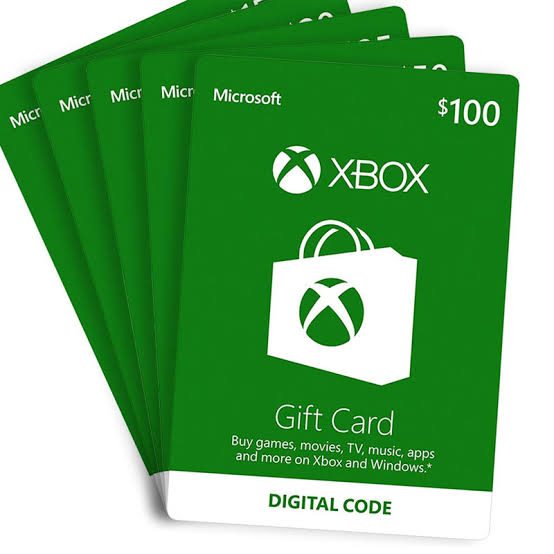 Micr
Micr
Micr
Micr
Microsoft
$100
XBOX
Gift Card
Buy games, movies, TV, music, apps
and more on Xbox and Windows.*
DIGITAL CODE